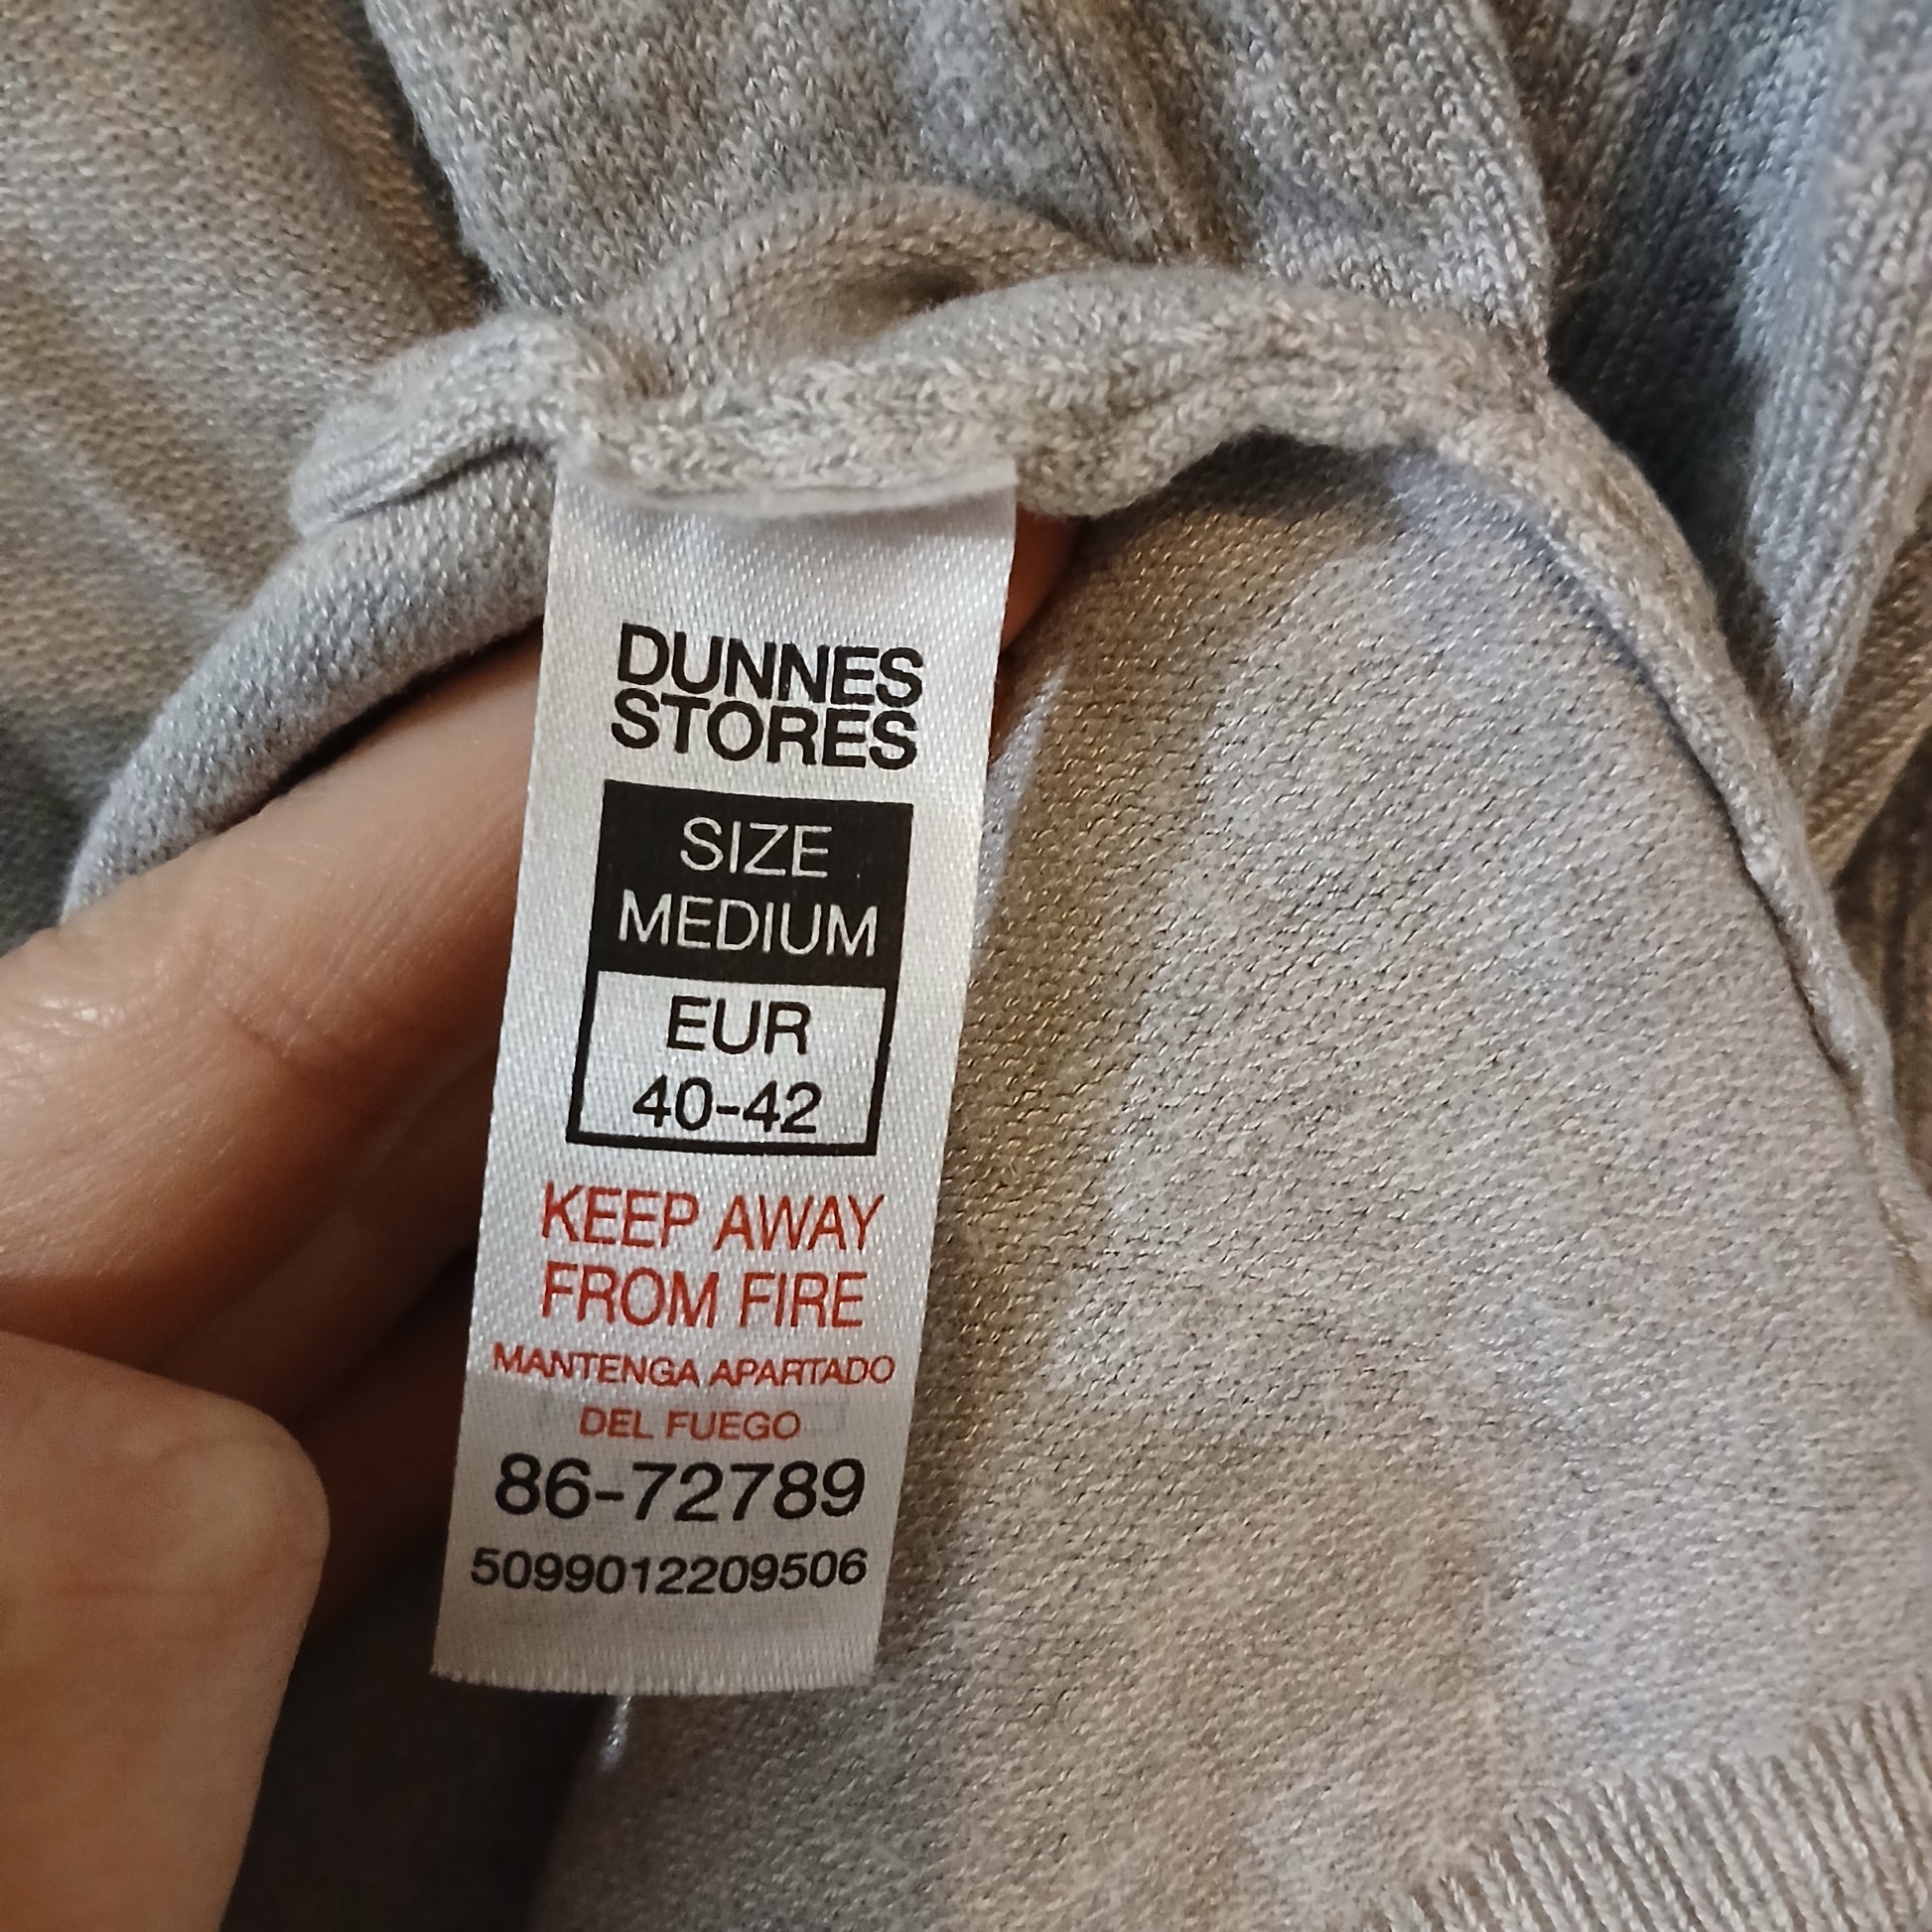 DUNNES
STORES
SIZE
MEDIUM
EUR
40-42
KEEP AWAY
FROM FIRE
MANTENGA APARTADO
DEL FUEGO
86-72789
5099012209506